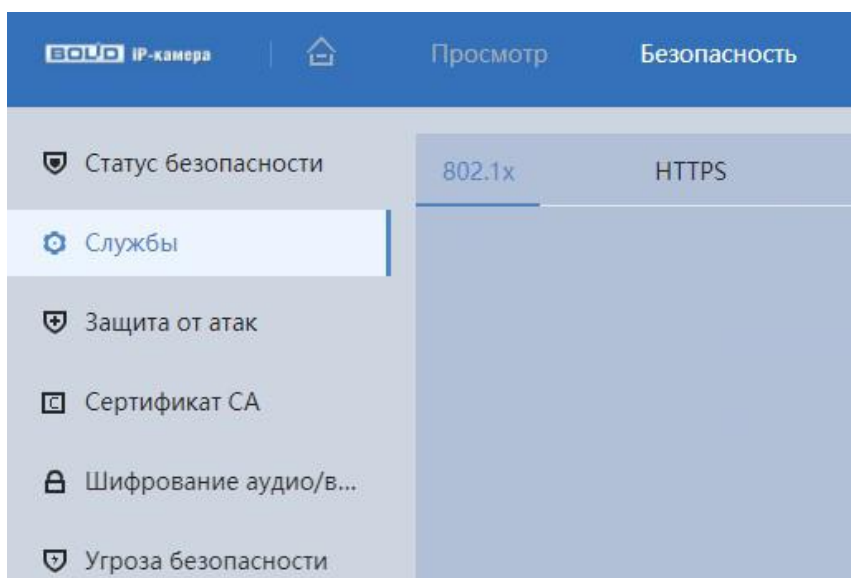 BOLID IP-камера
Просмотр
Безопасность
Статус безопасности
802.1x
HTTPS
Службы
Защита от атак
Сертификат CA
Шифрование аудио/в...
Угроза безопасности